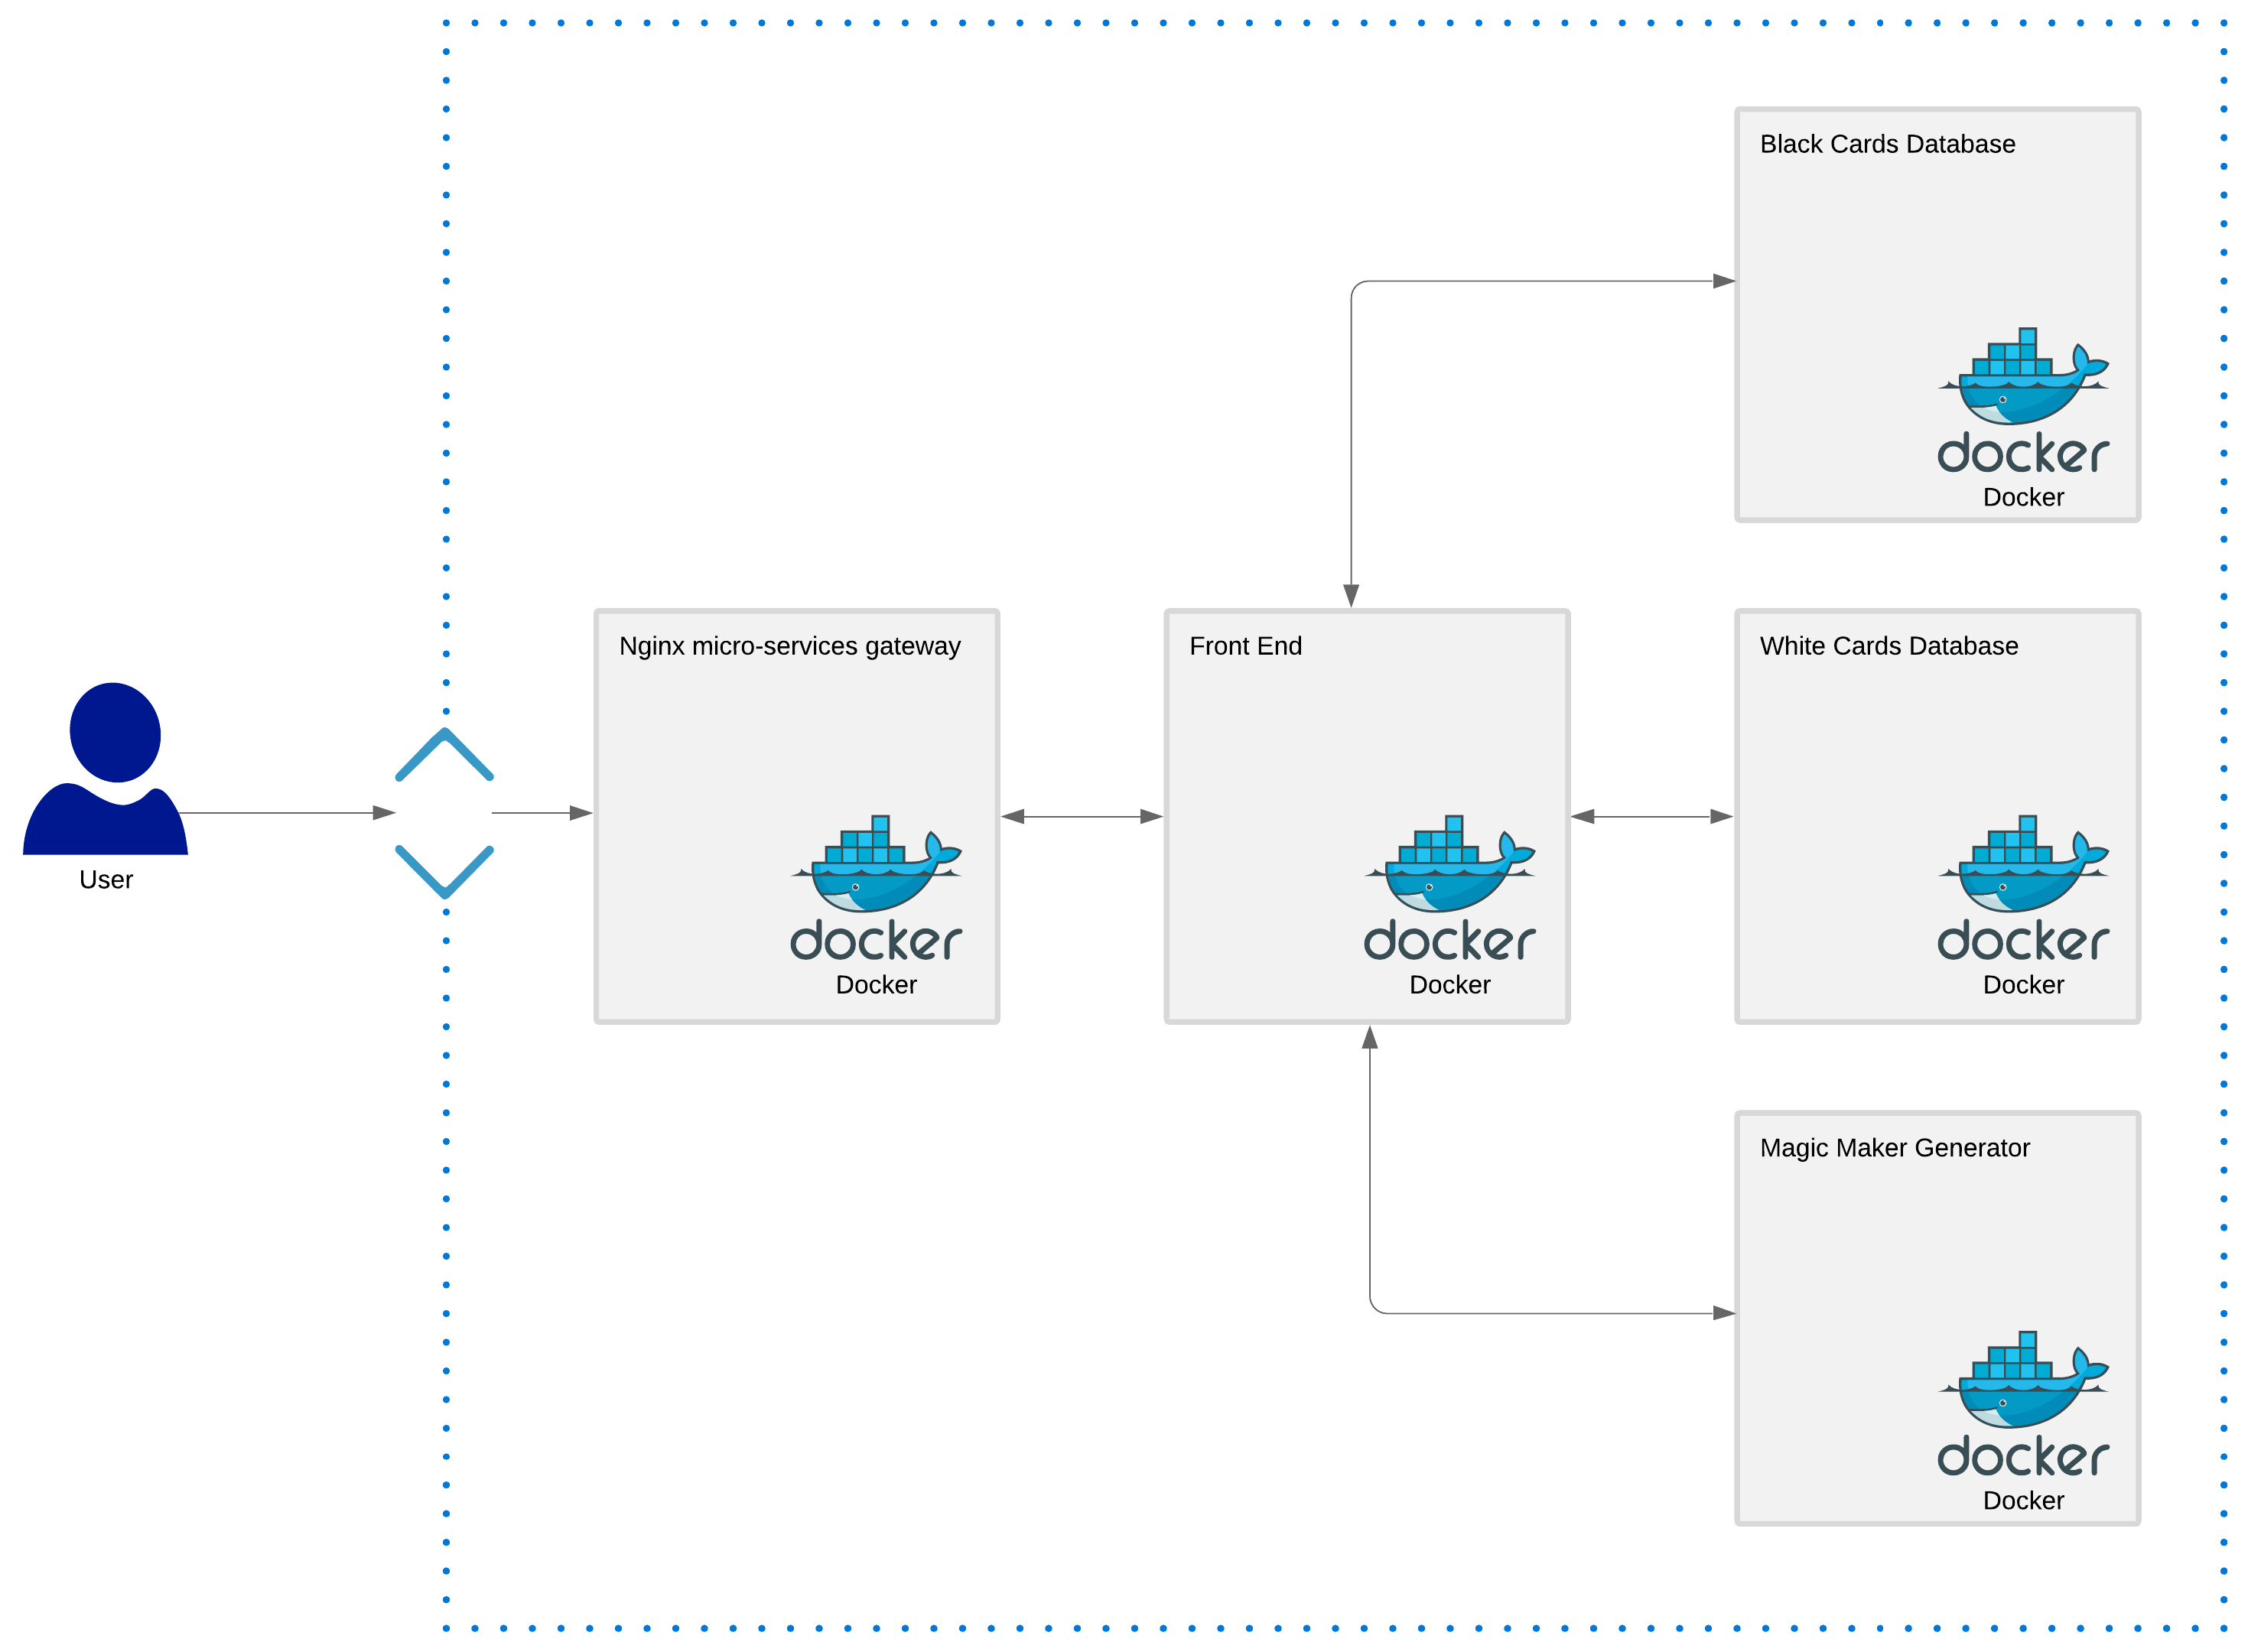 Black Cards Database
docker
Docker
Nginx micro-services gateway
docker
Docker
Front End
docker
Docker
White Cards Database
docker
Docker
User
Magic Maker Generator
docker
Docker